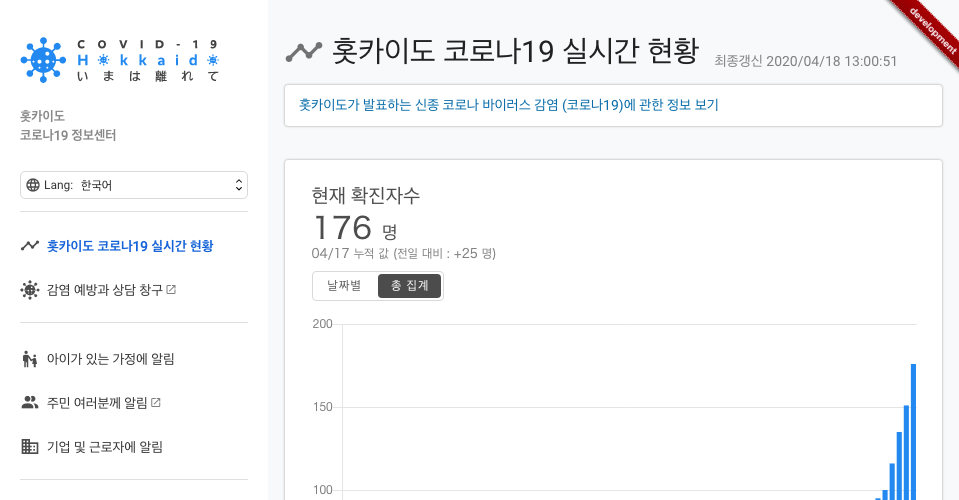 COVID-19
Hokkaido
いまは離れて
홋카이도
코로나19 정보센터
Lang: 한국어
홋카이도 코로나19 실시간 현황
감염 예방과 상담 창구
아이가 있는 가정에 알림
주민 여러분께 알림
기업 및 근로자에 알림
development
홋카이도 코로나19 실시간 현황
최종갱신 2020/04/18 13:00:51
홋카이도가 발표하는 신종 코로나 바이러스 감염 (코로나19)에 관한 정보 보기
현재 확진자수
176 명
04/17 누적 값 (전일 대비 : +25 명)
날짜별 총 집계
200
150
100